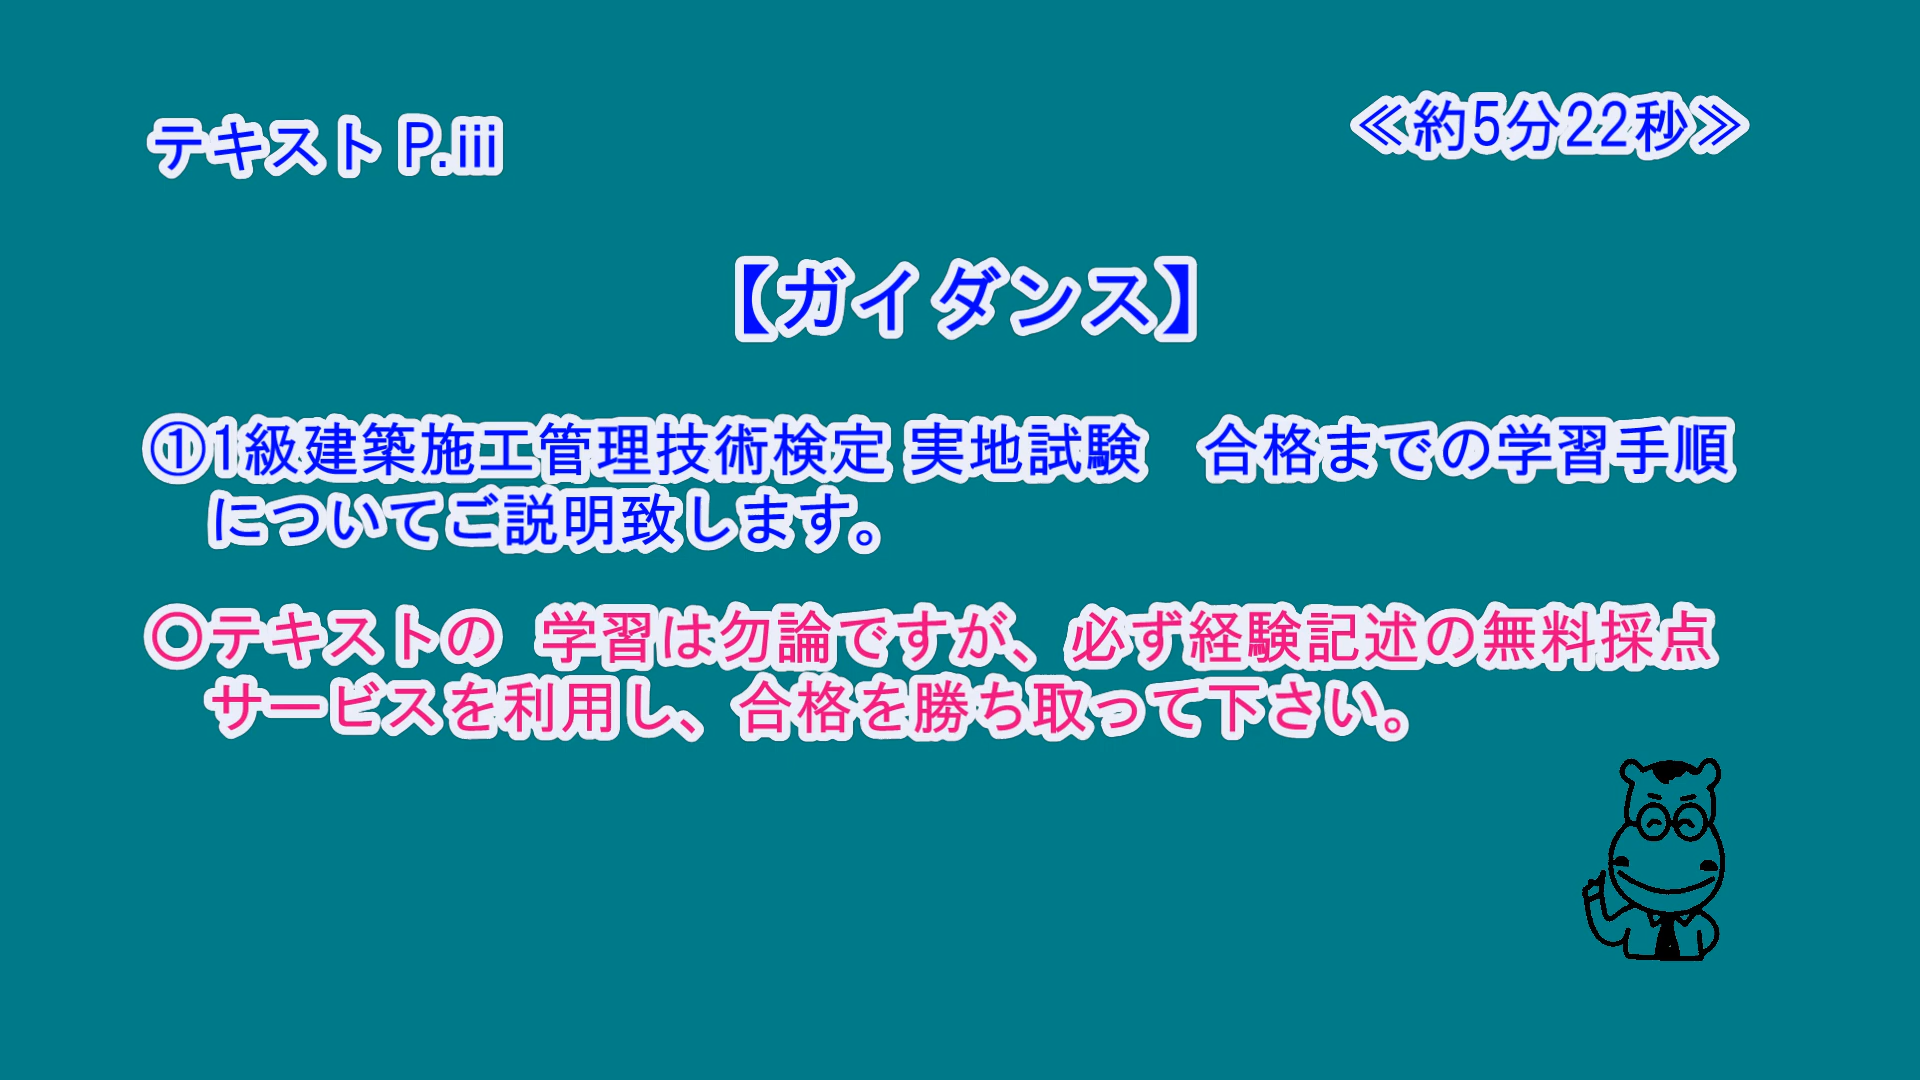 テキスト P.iii
≪約5分22秒≫
【ガイダンス】
①1級建築施工管理技術検定 実地試験　合格までの学習手順
についてご説明致します。
◎テキストの 学習は勿論ですが、必ず経験記述の無料採点
サービスを利用し、合格を勝ち取って下さい。